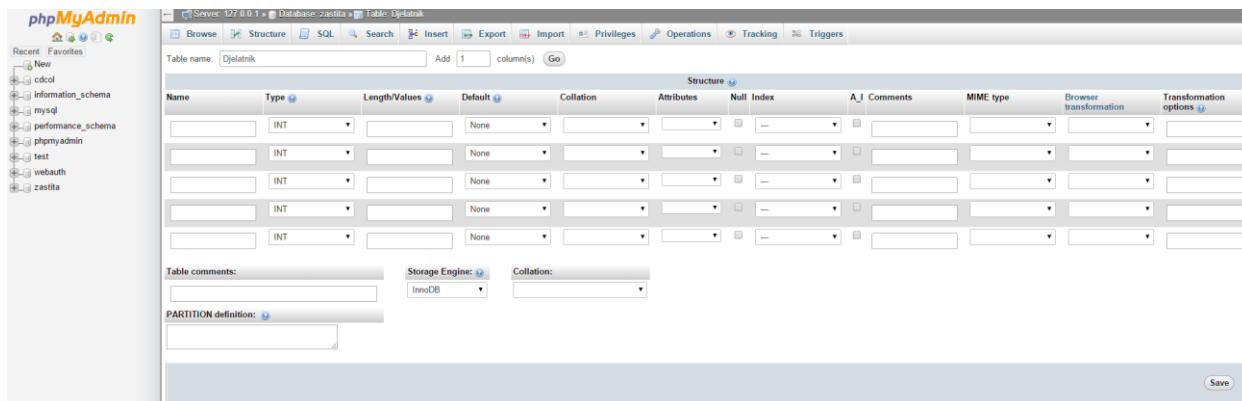 phpMyAdmin
Recent Favorites
New
cdcol
information_schema
mysql
performance_schema
phpmyadmin
test
webauth
zastita
Server: 127.0.0.1 » Database: zastita » Table: Djelatnik
Browse Structure SQL Search Insert Export Import Privileges Operations Tracking Triggers
Table name: Djelatnik Add 1 column(s) Go
Structure
Name Type Length/Values Default Collation Attributes Null Index A_I Comments MIME type Browser transformation Transformation options
INT None ---
INT None ---
INT None ---
INT None ---
INT None ---
Table comments: Storage Engine: Collation:
InnoDB
PARTITION definition:
Save